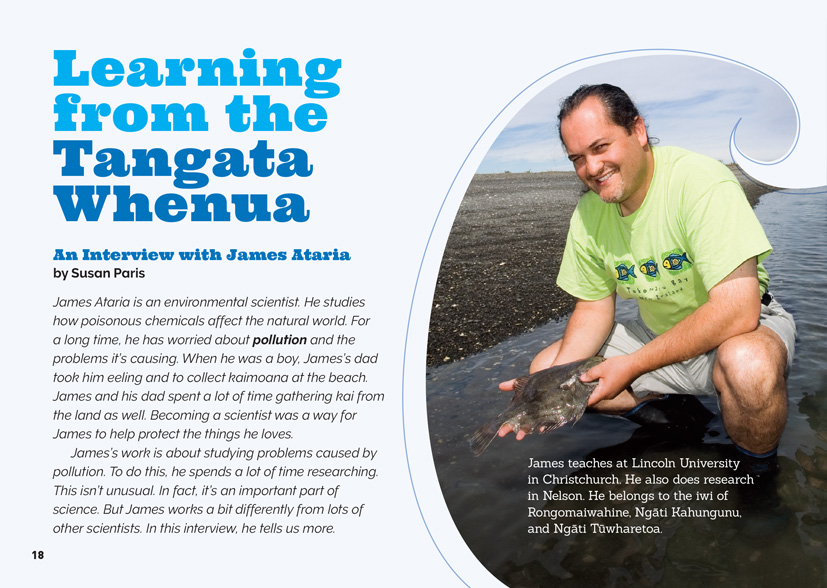 Learning
from the
Tangata
Whenua
An Interview with James Ataria
by Susan Paris
James Ataria is an environmental scientist. He studies
how poisonous chemicals affect the natural world. For
a long time, he has worried about pollution and the
problems it's causing. When he was a boy, James's dad
took him eeling and to collect kaimoana at the beach.
James and his dad spent a lot of time gathering kai from
the land as well. Becoming a scientist was a way for
James to help protect the things he loves.
James's work is about studying problems caused by
pollution. To do this, he spends a lot of time researching.
This isn't unusual. In fact, it's an important part of
science. But James works a bit differently from lots of
other scientists. In this interview, he tells us more.
18
New Zealand
James teaches at Lincoln University
in Christchurch. He also does research
in Nelson. He belongs to the iwi of
Rongomaiwahine, Ngāti Kahungunu,
and Ngāti Tūwharetoa.